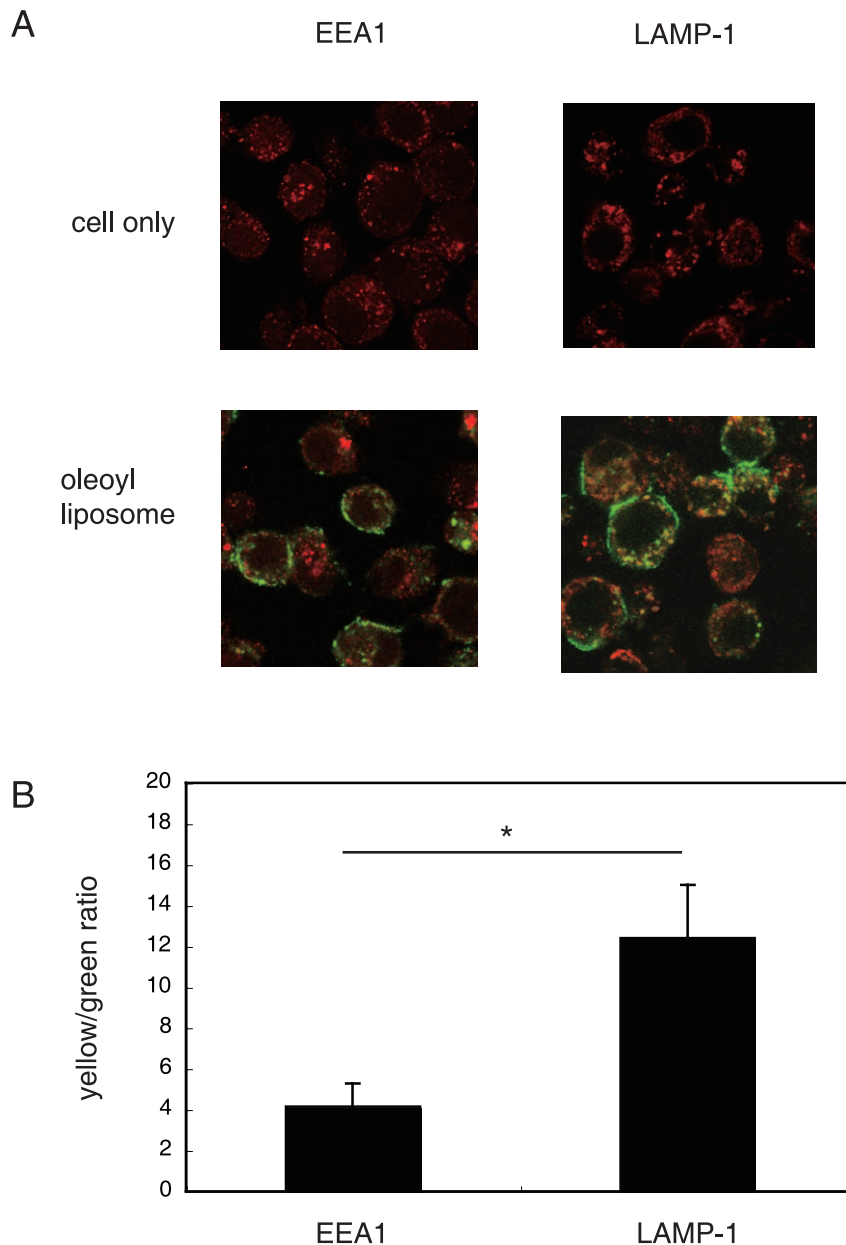 A
EEA1
LAMP-1
cell only
oleoyl
liposome
B
yellow/green ratio
20
18
16
14
12
10
8
6
4
2
0
*
EEA1
LAMP-1